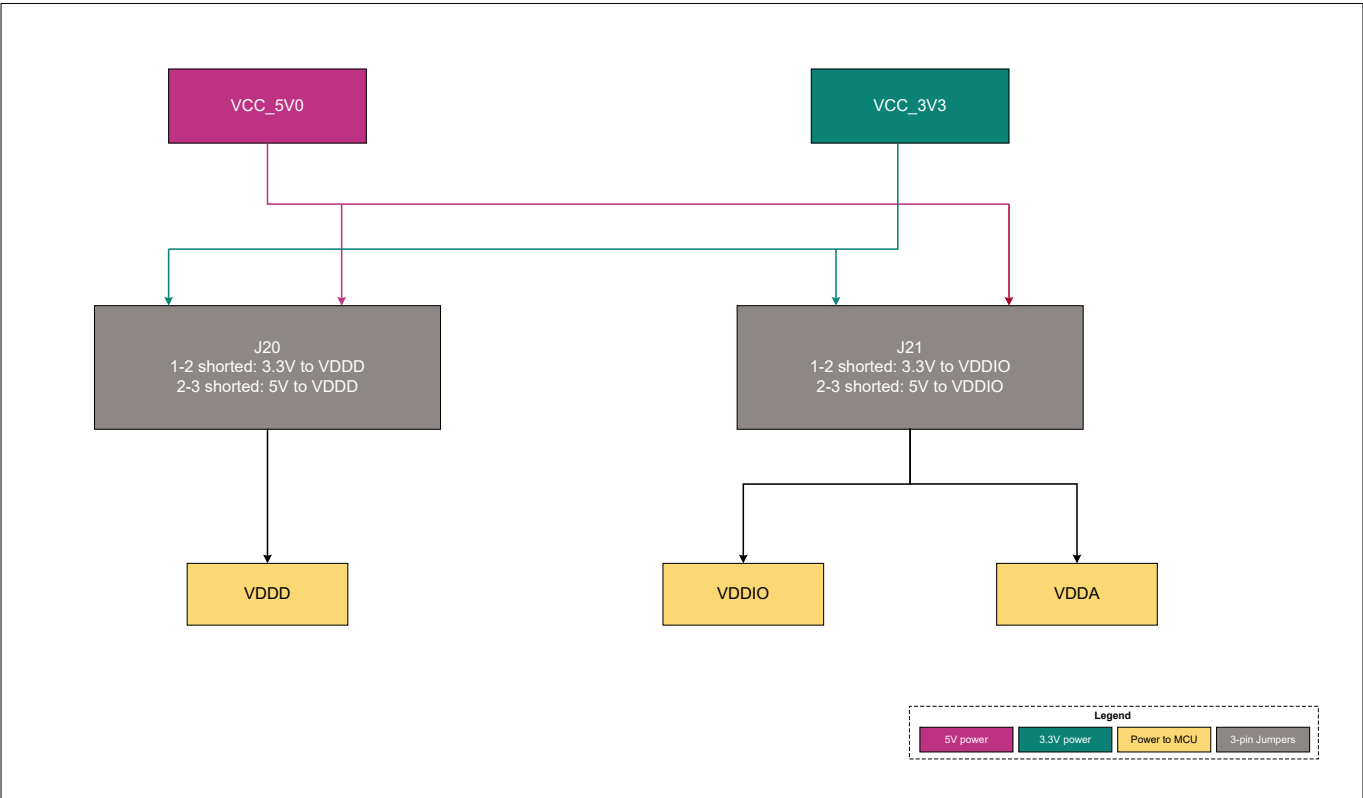 VCC_5V0
VCC_3V3
J20
1-2 shorted: 3.3V to VDDD
2-3 shorted: 5V to VDDD
J21
1-2 shorted: 3.3V to VDDIO
2-3 shorted: 5V to VDDIO
VDDD
VDDIO
VDDA
Legend
5V power
3.3V power
Power to MCU
3-pin Jumpers